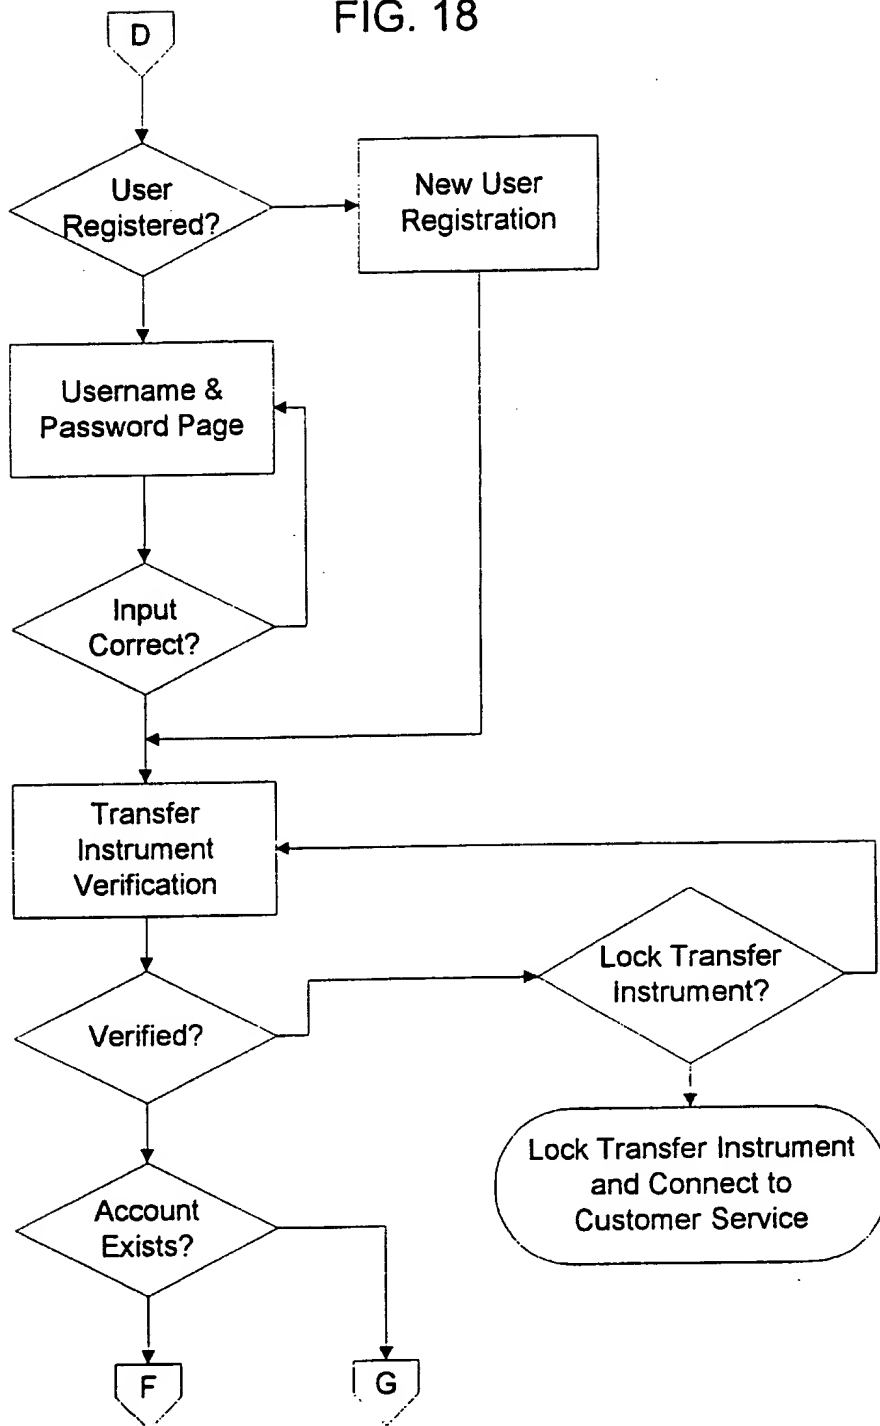 FIG. 18
D
User
Registered?
New User
Registration
Username &
Password Page
Input
Correct?
Transfer
Instrument
Verification
Lock Transfer
Instrument?
Verified?
Lock Transfer Instrument
and Connect to
Customer Service
Account
Exists?
F
G